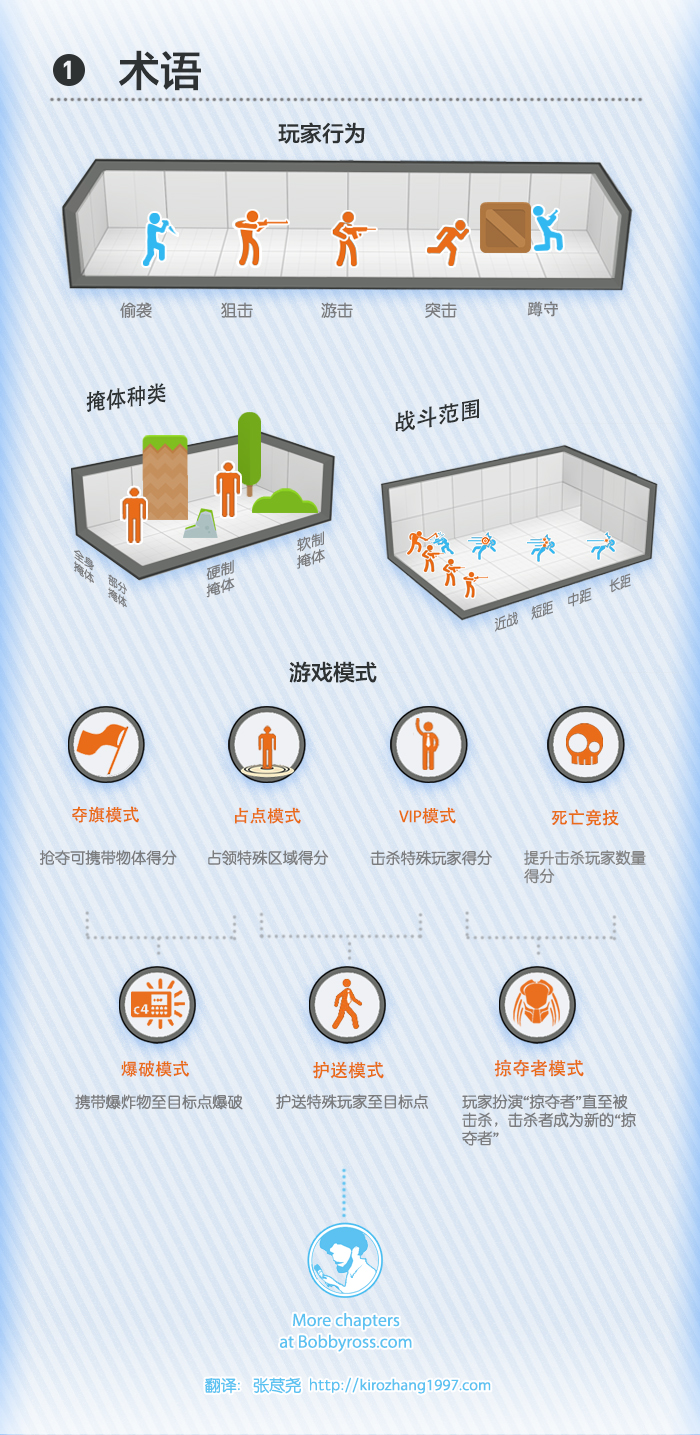 1 术语
玩家行为
偷袭 狙击 游击 突击 蹲守
掩体种类
全身
掩体
部分
掩体
硬制
掩体
软制
掩体
战斗范围
近战 短距 中距 长距
游戏模式
夺旗模式 占点模式 VIP模式 死亡竞技
抢夺可携带物体得分 占领特殊区域得分 击杀特殊玩家得分 提升击杀玩家数量
得分
c4
爆破模式 护送模式 掠夺者模式
携带爆炸物至目标点爆破 护送特殊玩家至目标点 玩家扮演“掠夺者”直至被
击杀，击杀者成为新的“掠
夺者”
More chapters
at Bobbyross.com
翻译：张荩尧 http://kirozhang1997.com